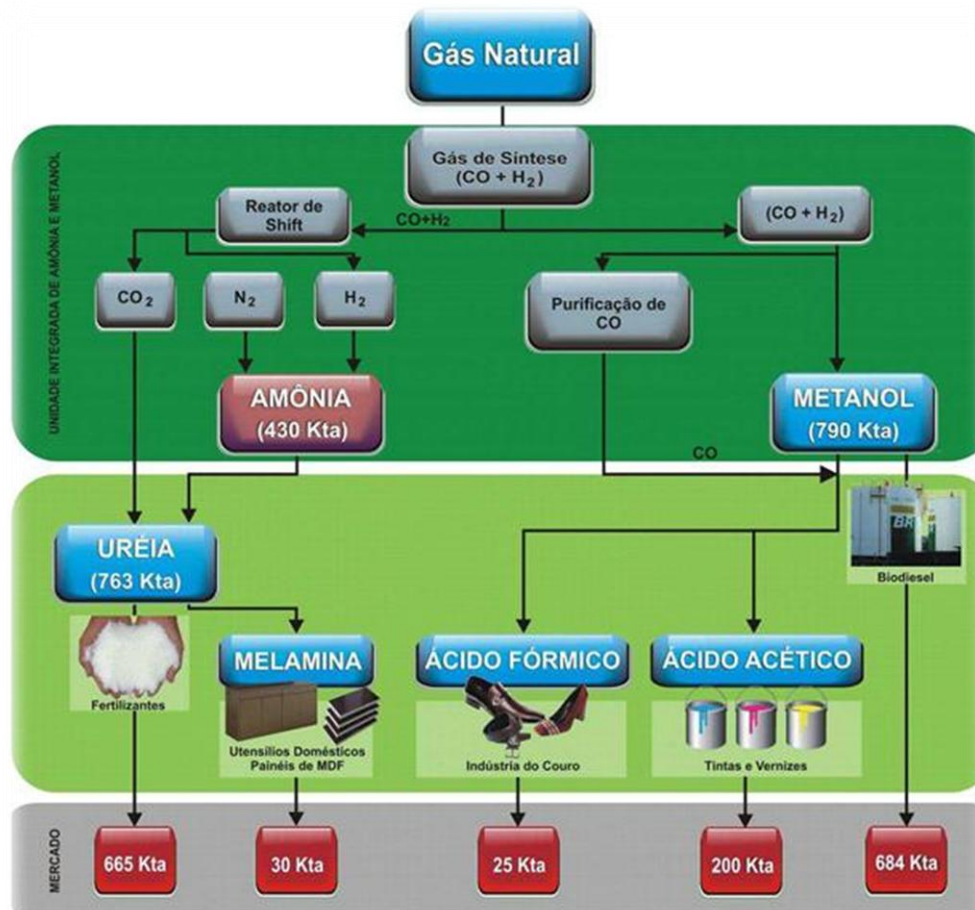 Gás Natural
UNIDADE INTEGRADA DE AMÔNIA E METANOL
Gás de Síntese
(CO + H₂)
Reator de
Shift
CO+H₂
(CO + H₂)
CO₂
N₂
H₂
Purificação de
CO
AMÔNIA
(430 Kta)
METANOL
(790 Kta)
CO
URÉIA
(763 Kta)
BR
Biodiesel
Fertilizantes
MELAMINA
Utensílios Domésticos
Painéis de MDF
ÁCIDO FÓRMICO
Indústria do Couro
ÁCIDO ACÉTICO
Tintas e Vernizes
MERCADO
665 Kta
30 Kta
25 Kta
200 Kta
684 Kta